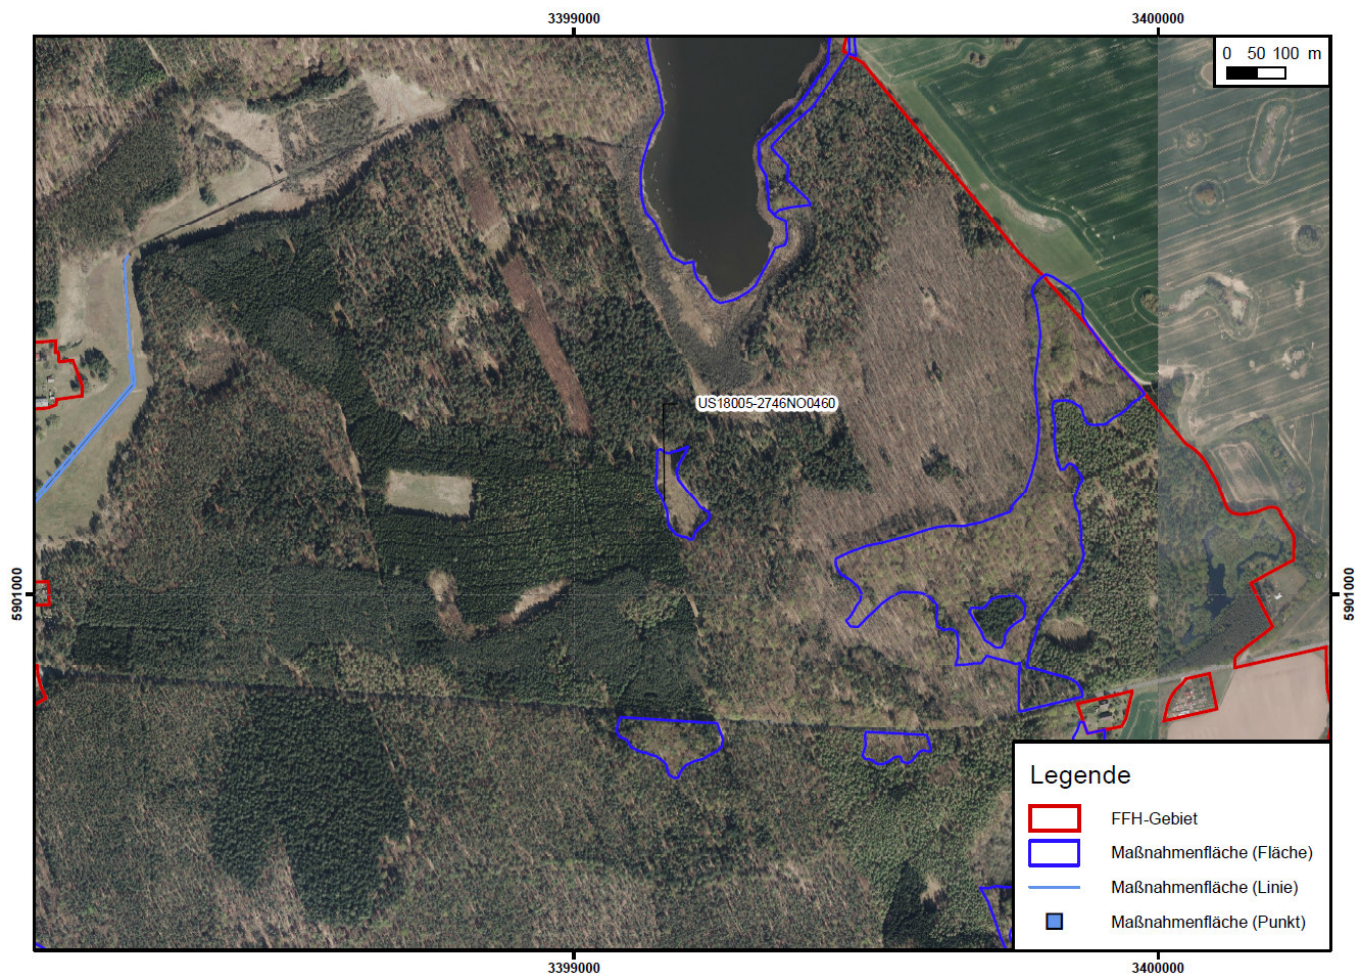 3399000 3400000
0 50 100 m
US18005-2746NO0460
5901000 5901000
Legende
FFH-Gebiet
Maßnahmenfläche (Fläche)
Maßnahmenfläche (Linie)
Maßnahmenfläche (Punkt)
3399000 3400000